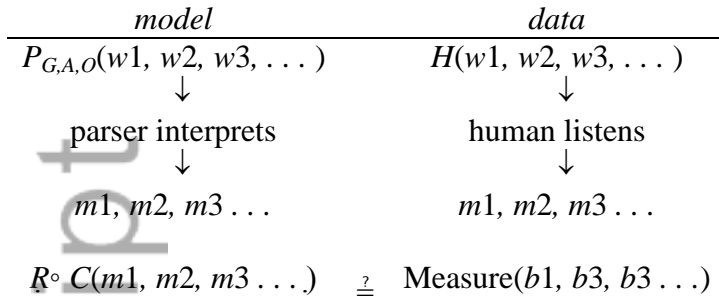 model data
P_{G,A,O}(w1, w2, w3, . . . ) H(w1, w2, w3, . . .)
↓ ↓
parser interprets human listens
↓ ↓
m1, m2, m3 . . . m1, m2, m3 . . .
R∘ C(m1, m2, m3 . . . .) ≟ Measure(b1, b3, b3 . . .)
pt